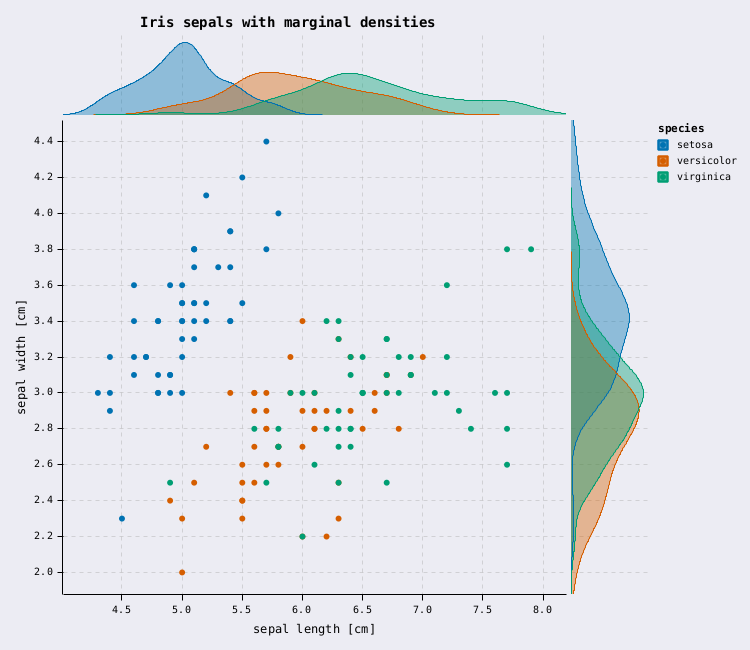 Iris sepals with marginal densities
species
setosa
versicolor
virginica
4.4
4.2
4.0
3.8
3.6
3.4
3.2
3.0
2.8
2.6
2.4
2.2
2.0
sepal width [cm]
4.5 5.0 5.5 6.0 6.5 7.0 7.5 8.0
sepal length [cm]